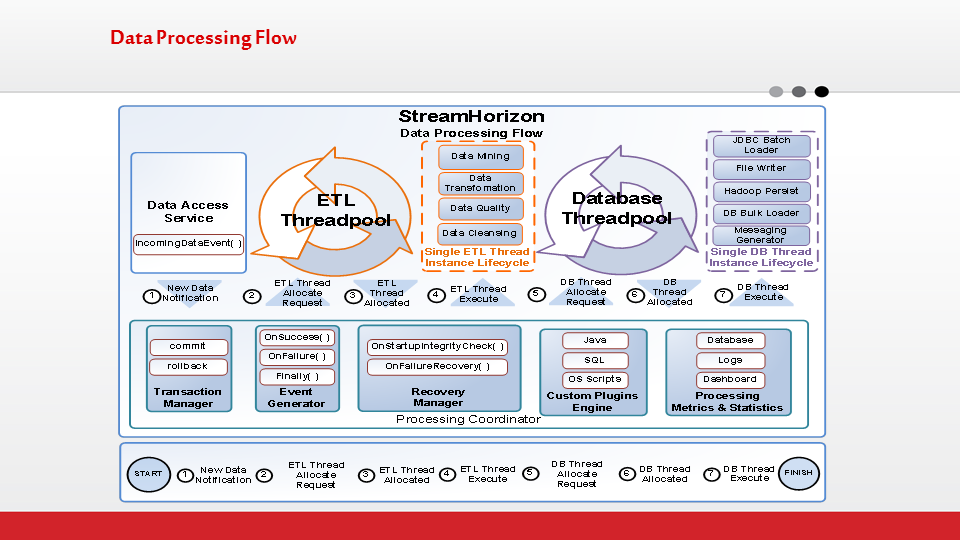 Data Processing Flow
StreamHorizon
Data Processing Flow
Data Access
Service
IncomingDataEvent( )
ETL
Threadpool
Data Mining
Data
Transfomation
Data Quality
Data Cleansing
Single ETL Thread
Instance Lifecycle
Database
Threadpool
JDBC Batch
Loader
File Writer
Hadoop Persist
DB Bulk Loader
Messaging
Generator
Single DB Thread
Instance Lifecycle
1
New Data
Notification
2
ETL Thread
Allocate
Request
3
ETL
Thread
Allocated
4
ETL Thread
Execute
5
DB Thread
Allocate
Request
6
DB
Thread
Allocated
7
DB Thread
Execute
commit
rollback
Transaction
Manager
OnSuccese( )
OnFailure( )
Finally( )
Event
Generator
OnStartupIntegrityCheck( )
OnFailureRecovery( )
Recovery
Manager
Java
SQL
OS Scripts
Custom Plugins
Engine
Database
Logs
Dashboard
Processing
Metrics & Statistics
Processing Coordinator
START
1
New Data
Notification
2
ETL Thread
Allocate
Request
3
ETL Thread
Allocated
4
ETL Thread
Execute
5
DB Thread
Allocate
Request
6
DB Thread
Allocated
7
DB Thread
Execute
FINISH